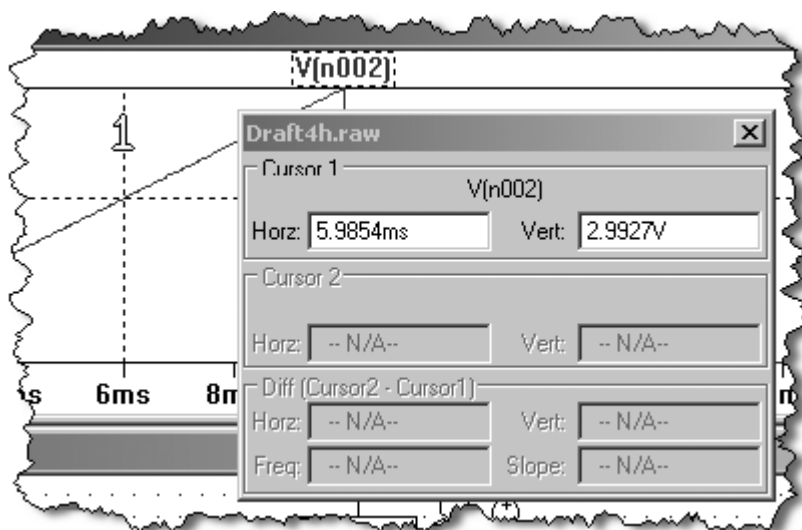 V(n002)
1
Draft4h.raw
Cursor 1
V(n002)
Horz: 5.9854ms Vert: 2.9927V
Cursor 2
Horz: -- N/A-- Vert: -- N/A--
6ms
Diff (Cursor2 - Cursor1)
Horz: -- N/A-- Vert: -- N/A--
Freq: -- N/A-- Slope: -- N/A--